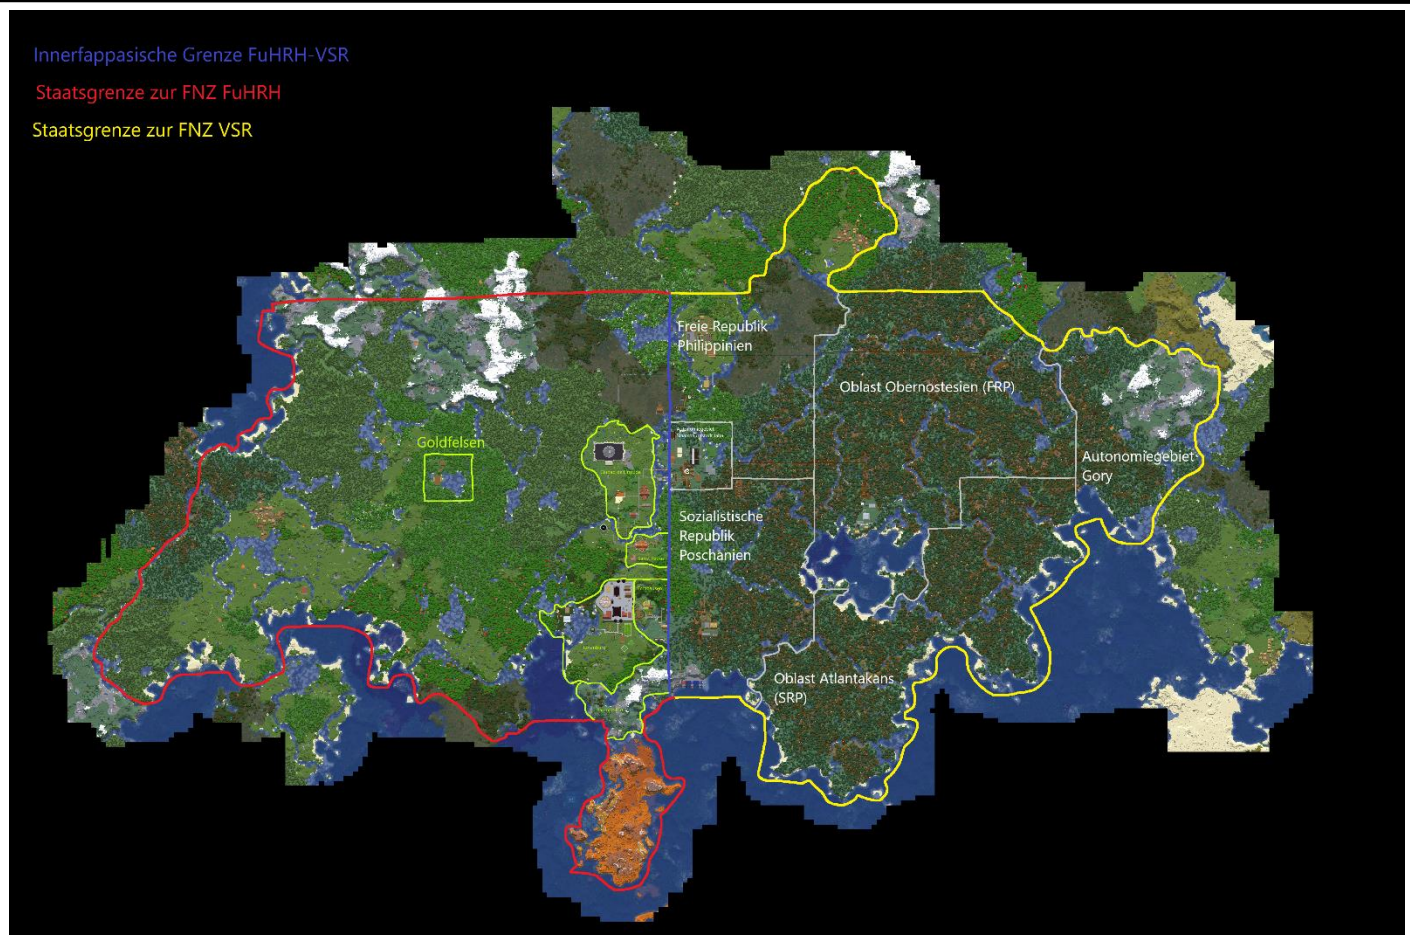 Innerfappasische Grenze FuHRH-VSR
Staatsgrenze zur FNZ FuHRH
Staatsgrenze zur FNZ VSR
Freie Republik
Philippinien
Oblast Obernostesien (FRP)
Goldfelsen
Autonomiegebiet
Gory
Sozialistische
Republik
Poschanien
Oblast Atlantakans
(SRP)